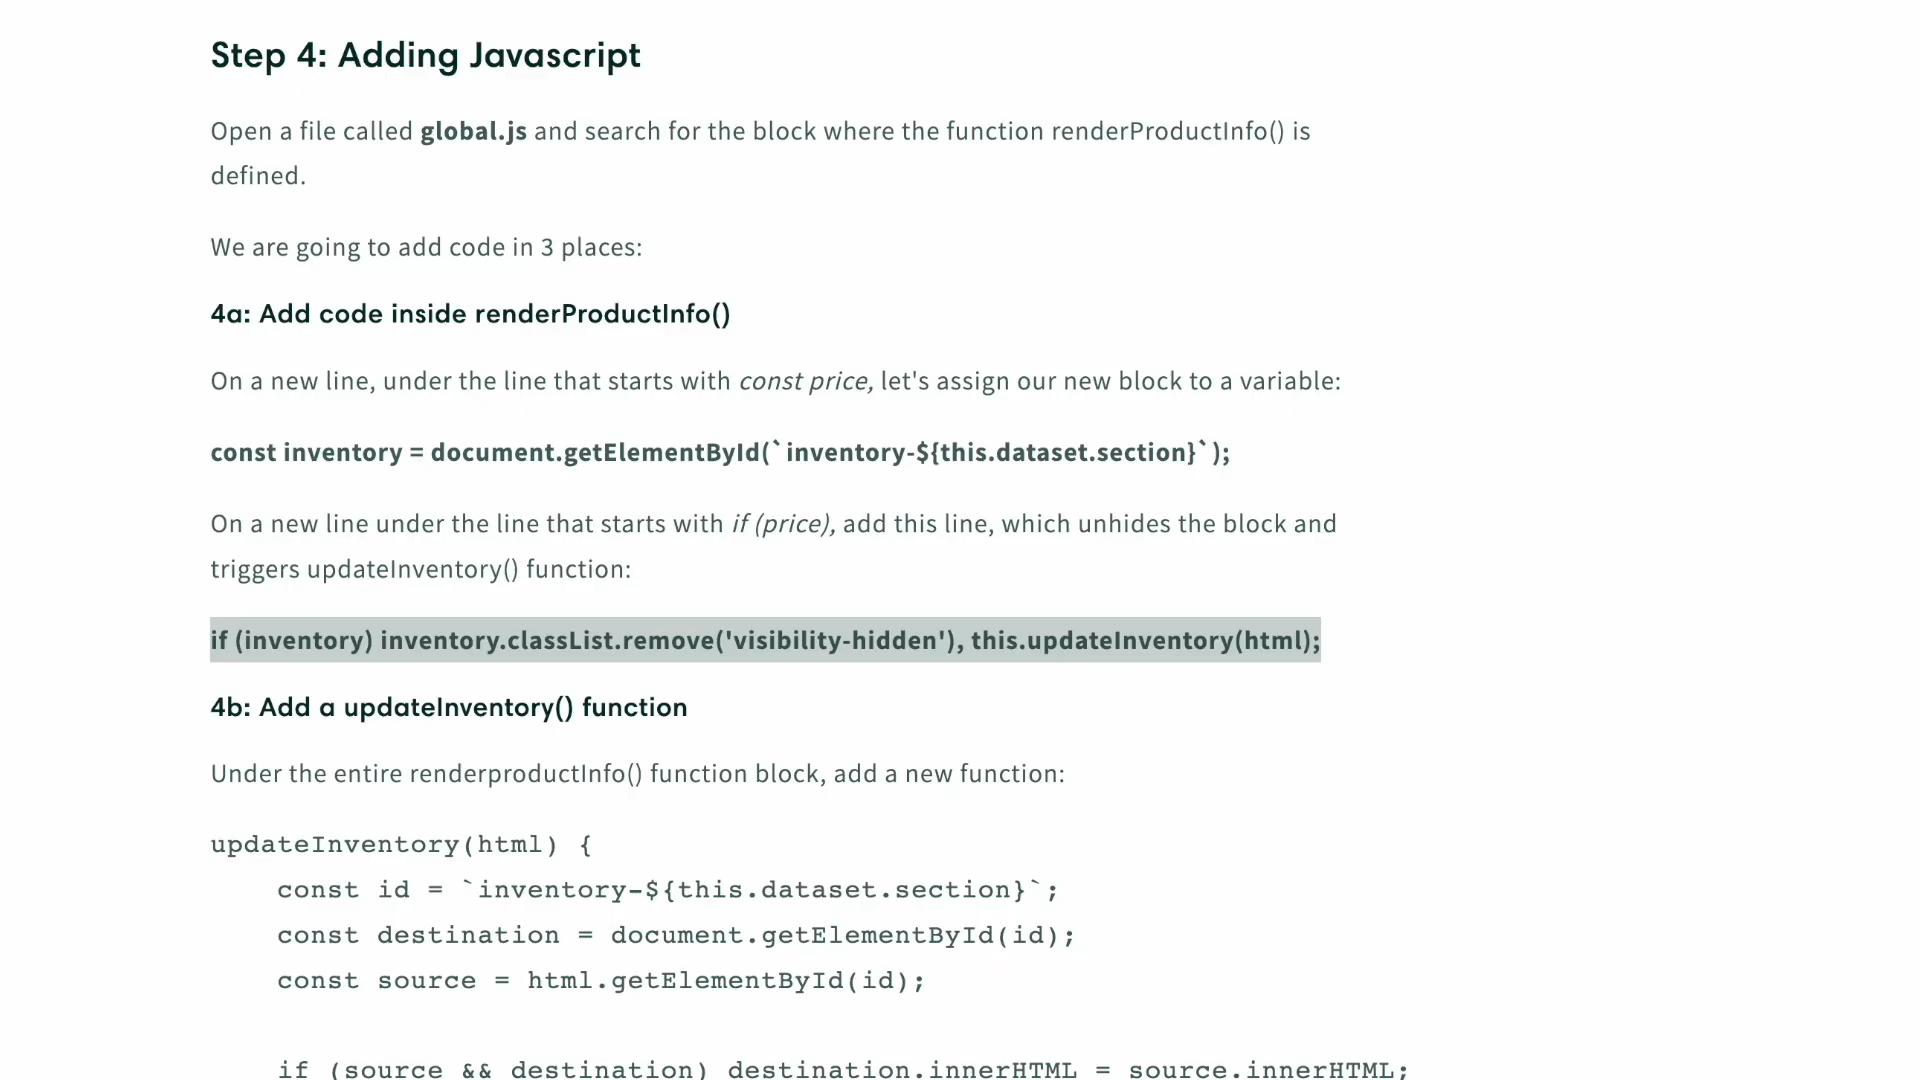 Step 4: Adding Javascript
Open a file called global.js and search for the block where the function renderProductInfo() is
defined.
We are going to add code in 3 places:
4a: Add code inside renderProductInfo()
On a new line, under the line that starts with const price, let's assign our new block to a variable:
const inventory = document.getElementById(`inventory-${this.dataset.section}`);
On a new line under the line that starts with if (price), add this line, which unhides the block and
triggers updateInventory() function:
if (inventory) inventory.classList.remove('visibility-hidden'), this.updateInventory(html);
4b: Add a updateInventory() function
Under the entire renderproductInfo() function block, add a new function:
updateInventory(html) {
    const id = `inventory-${this.dataset.section}`;
    const destination = document.getElementById(id);
    const source = html.getElementById(id);
    if (source && destination) destination.innerHTML = source.innerHTML;